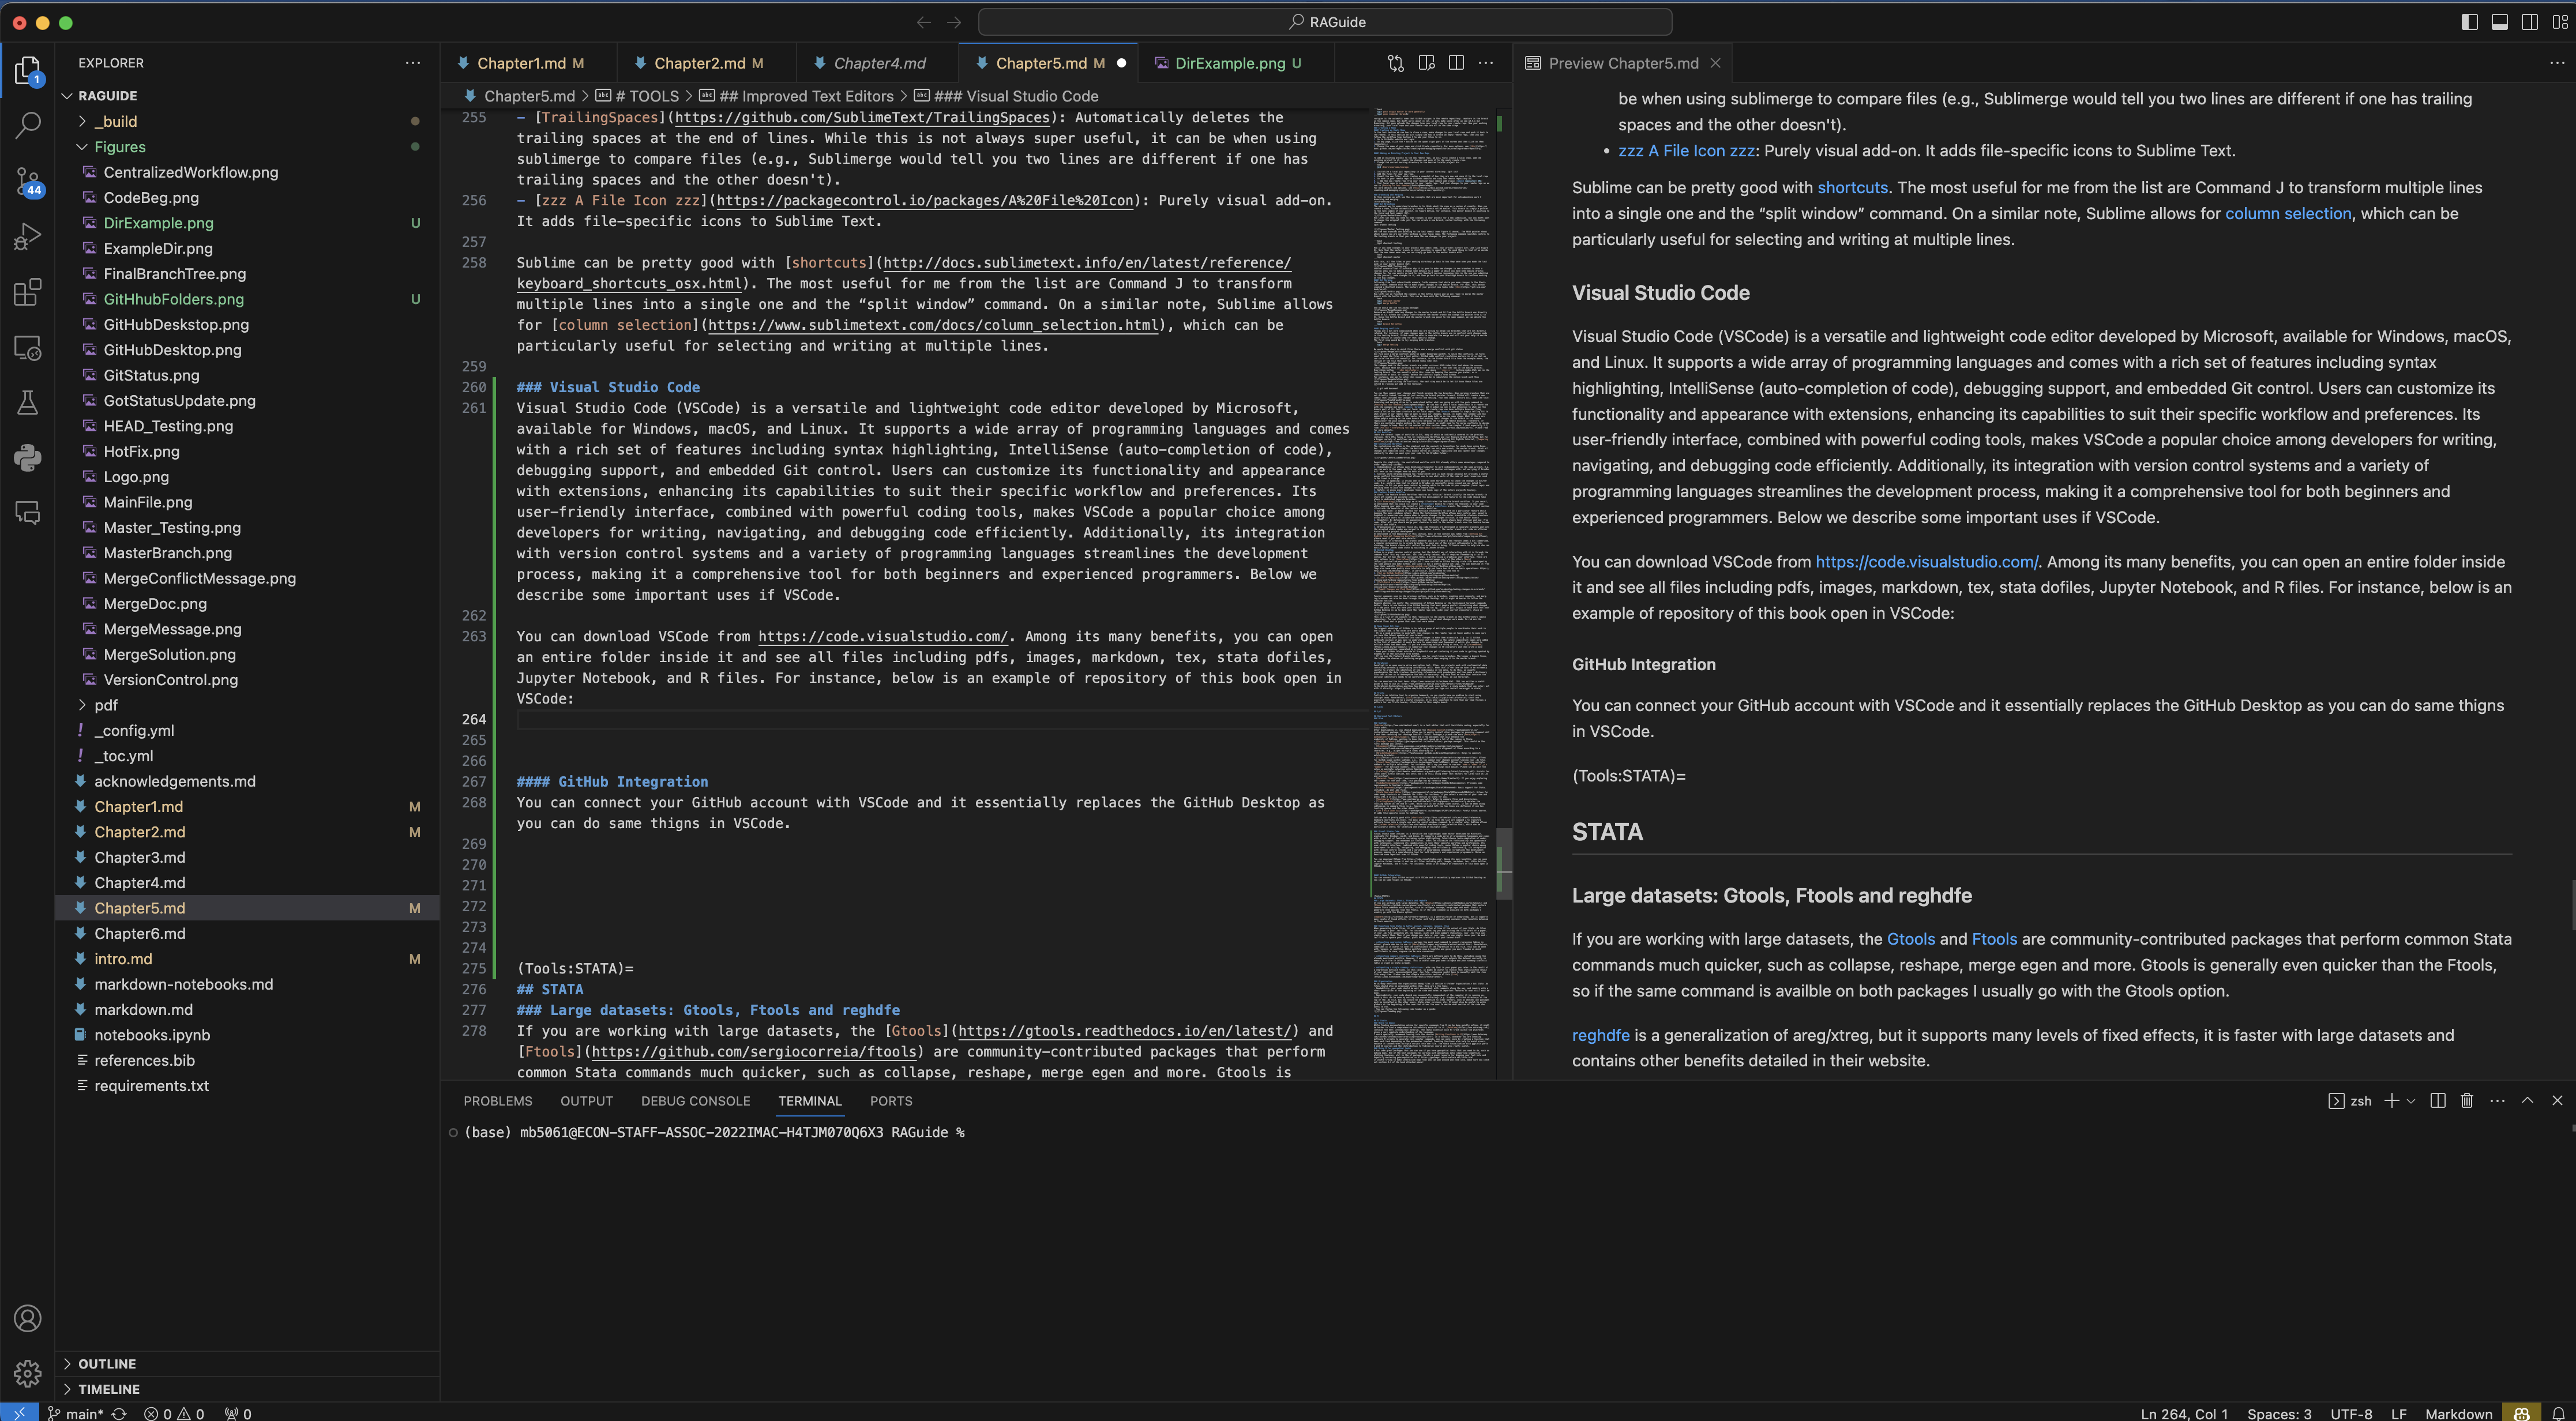 RAGuide
EXPLORER
RAGUIDE
_build
Figures
CentralizedWorkflow.png
CodeBeg.png
DirExample.png U
ExampleDir.png
FinalBranchTree.png
GitHhubFolders.png U
GitHubDeskstop.png
GitHubDesktop.png
GitStatus.png
GotStatusUpdate.png
HEAD_Testing.png
HotFix.png
Logo.png
MainFile.png
Master_Testing.png
MasterBranch.png
MergeConflictMessage.png
MergeDoc.png
MergeMessage.png
MergeSolution.png
VersionControl.png
pdf
_config.yml
_toc.yml
acknowledgements.md
Chapter1.md M
Chapter2.md M
Chapter3.md
Chapter4.md
Chapter5.md M
Chapter6.md
intro.md M
markdown-notebooks.md
markdown.md
notebooks.ipynb
references.bib
requirements.txt
OUTLINE
TIMELINE
1
44
Chapter1.md M Chapter2.md M Chapter4.md Chapter5.md M DirExample.png U
Chapter5.md > # TOOLS > ## Improved Text Editors > ### Visual Studio Code
255 - [TrailingSpaces](https://github.com/SublimeText/TrailingSpaces): Automatically deletes the
trailing spaces at the end of lines. While this is not always super useful, it can be when using
sublimerge to compare files (e.g., Sublimerge would tell you two lines are different if one has
trailing spaces and the other doesn't).
256 - [zzz A File Icon zzz](https://packagecontrol.io/packages/A%20File%20Icon): Purely visual add-on.
It adds file-specific icons to Sublime Text.
257
258 Sublime can be pretty good with [shortcuts](http://docs.sublimetext.info/en/latest/reference/
keyboard_shortcuts_osx.html). The most useful for me from the list are Command J to transform
multiple lines into a single one and the “split window” command. On a similar note, Sublime allows
for [column selection](https://www.sublimetext.com/docs/column_selection.html), which can be
particularly useful for selecting and writing at multiple lines.
259
260 ### Visual Studio Code
261 Visual Studio Code (VSCode) is a versatile and lightweight code editor developed by Microsoft,
available for Windows, macOS, and Linux. It supports a wide array of programming languages and comes
with a rich set of features including syntax highlighting, IntelliSense (auto-completion of code),
debugging support, and embedded Git control. Users can customize its functionality and appearance
with extensions, enhancing its capabilities to suit their specific workflow and preferences. Its
user-friendly interface, combined with powerful coding tools, makes VSCode a popular choice among
developers for writing, navigating, and debugging code efficiently. Additionally, its integration
with version control systems and a variety of programming languages streamlines the development
process, making it a comprehensive tool for both beginners and experienced programmers. Below we
describe some important uses if VSCode.
262
263 You can download VSCode from https://code.visualstudio.com/. Among its many benefits, you can open
an entire folder inside it and see all files including pdfs, images, markdown, tex, stata dofiles,
Jupyter Notebook, and R files. For instance, below is an example of repository of this book open in
VSCode:
264
265
266
267 #### GitHub Integration
268 You can connect your GitHub account with VSCode and it essentially replaces the GitHub Desktop as
you can do same thigns in VSCode.
269
270
271
272
273
274
275 (Tools:STATA)=
276 ## STATA
277 ### Large datasets: Gtools, Ftools and reghdfe
278 If you are working with large datasets, the [Gtools](https://gtools.readthedocs.io/en/latest/) and
[Ftools](https://github.com/sergiocorreia/ftools) are community-contributed packages that perform
common Stata commands much quicker, such as collapse, reshape, merge egen and more. Gtools is
Preview Chapter5.md
be when using sublimerge to compare files (e.g., Sublimerge would tell you two lines are different if one has trailing
spaces and the other doesn't).
• zzz A File Icon zzz: Purely visual add-on. It adds file-specific icons to Sublime Text.
Sublime can be pretty good with shortcuts. The most useful for me from the list are Command J to transform multiple lines
into a single one and the “split window” command. On a similar note, Sublime allows for column selection, which can be
particularly useful for selecting and writing at multiple lines.
Visual Studio Code
Visual Studio Code (VSCode) is a versatile and lightweight code editor developed by Microsoft, available for Windows, macOS,
and Linux. It supports a wide array of programming languages and comes with a rich set of features including syntax
highlighting, IntelliSense (auto-completion of code), debugging support, and embedded Git control. Users can customize its
functionality and appearance with extensions, enhancing its capabilities to suit their specific workflow and preferences. Its
user-friendly interface, combined with powerful coding tools, makes VSCode a popular choice among developers for writing,
navigating, and debugging code efficiently. Additionally, its integration with version control systems and a variety of
programming languages streamlines the development process, making it a comprehensive tool for both beginners and
experienced programmers. Below we describe some important uses if VSCode.
You can download VSCode from https://code.visualstudio.com/. Among its many benefits, you can open an entire folder inside
it and see all files including pdfs, images, markdown, tex, stata dofiles, Jupyter Notebook, and R files. For instance, below is an
example of repository of this book open in VSCode:
GitHub Integration
You can connect your GitHub account with VSCode and it essentially replaces the GitHub Desktop as you can do same thigns
in VSCode.
(Tools:STATA)=
STATA
Large datasets: Gtools, Ftools and reghdfe
If you are working with large datasets, the Gtools and Ftools are community-contributed packages that perform common Stata
commands much quicker, such as collapse, reshape, merge egen and more. Gtools is generally even quicker than the Ftools,
so if the same command is availble on both packages I usually go with the Gtools option.
reghdfe is a generalization of areg/xtreg, but it supports many levels of fixed effects, it is faster with large datasets and
contains other benefits detailed in their website.
PROBLEMS OUTPUT DEBUG CONSOLE TERMINAL PORTS
zsh
(base) mb5061@ECON-STAFF-ASSOC-2022IMAC-H4TJM070Q6X3 RAGuide %
main* 0 0 0
Ln 264, Col 1 Spaces: 3 UTF-8 LF Markdown